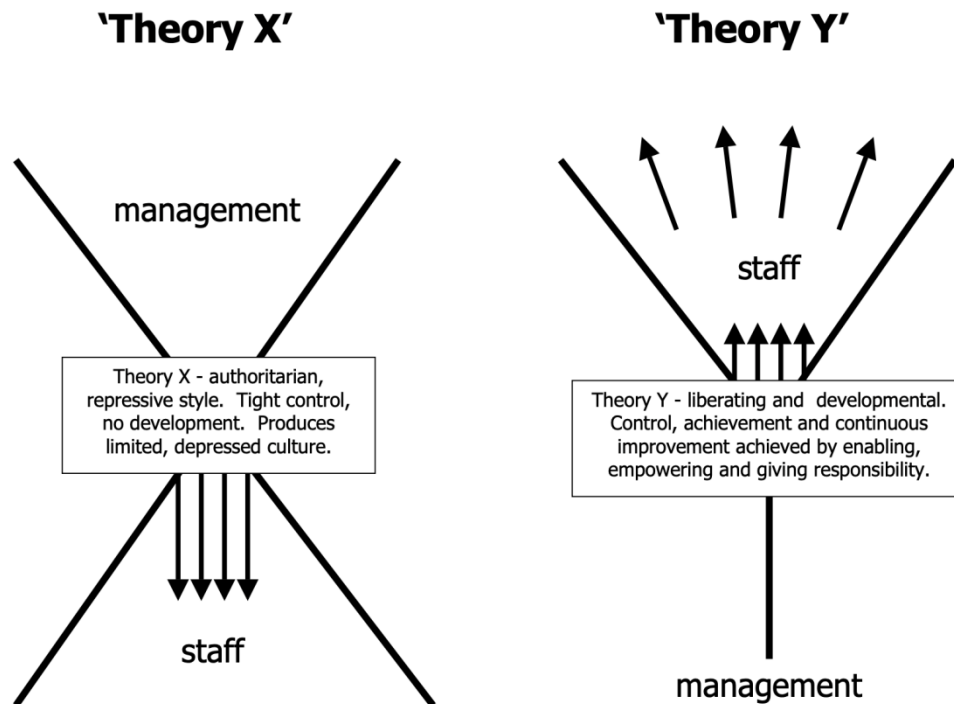 ‘Theory X’
management
Theory X - authoritarian,
repressive style. Tight control,
no development. Produces
limited, depressed culture.
staff
‘Theory Y’
staff
Theory Y - liberating and developmental.
Control, achievement and continuous
improvement achieved by enabling,
empowering and giving responsibility.
management